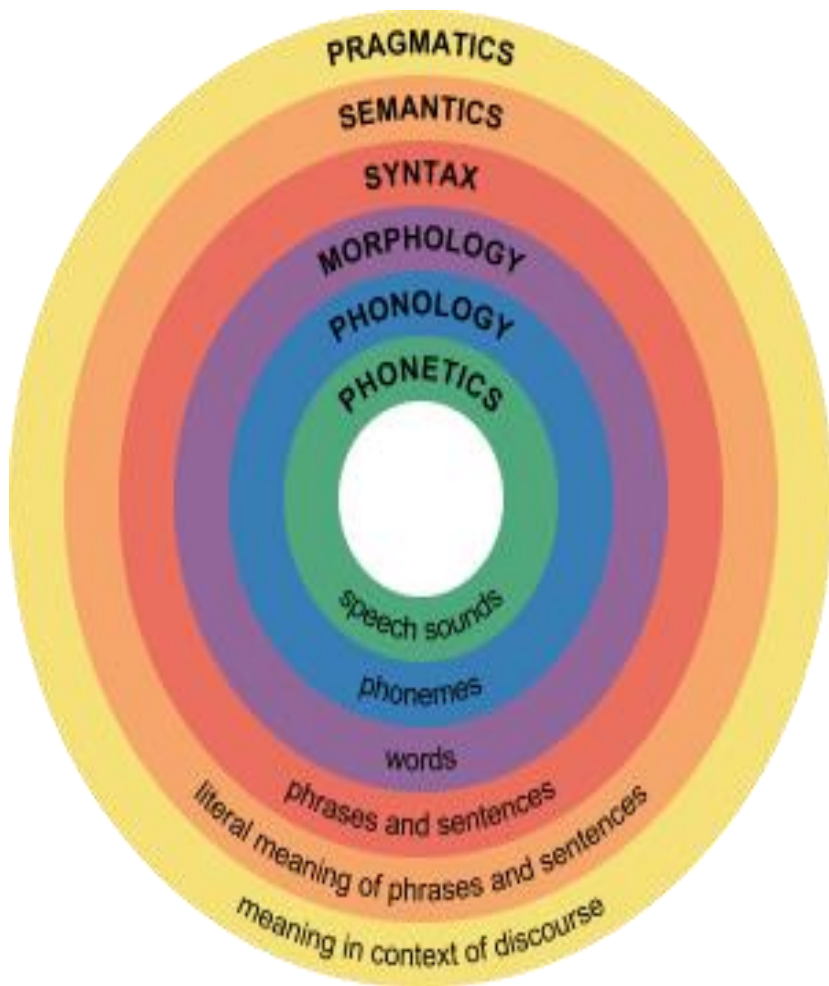 PRAGMATICS
SEMANTICS
SYNTAX
MORPHOLOGY
PHONOLOGY
PHONETICS
speech sounds
phonemes
words
phrases and sentences
literal meaning of phrases and sentences
meaning in context of discourse